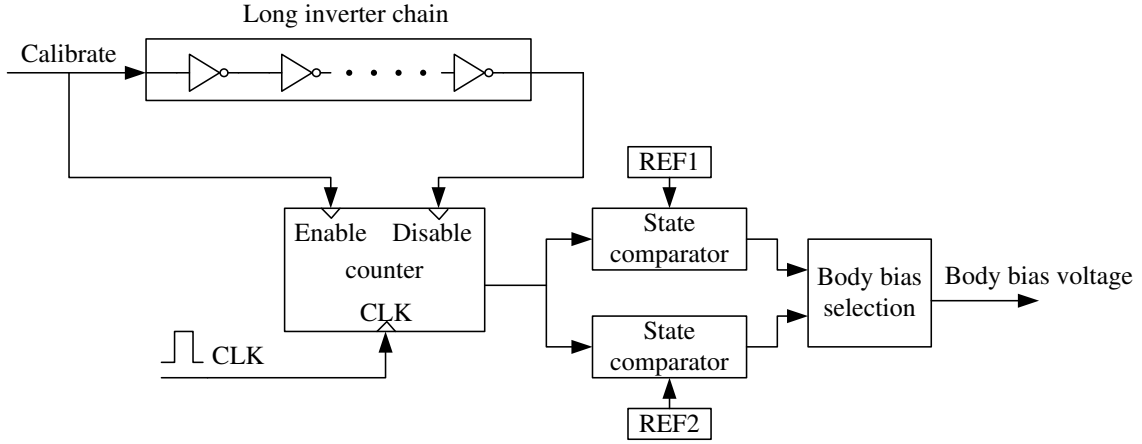 Long inverter chain
Calibrate
REF1
Enable Disable
counter
CLK
State
comparator
Body bias
selection
Body bias voltage
CLK
State
comparator
REF2